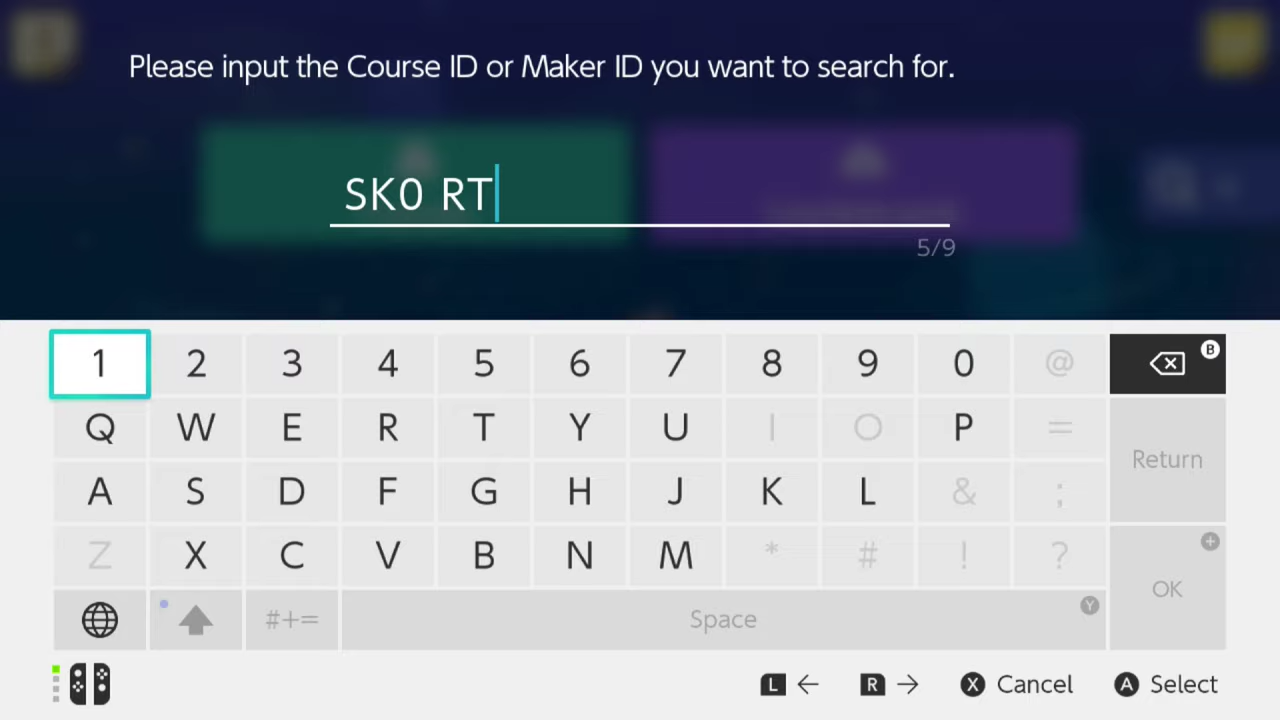 Please input the Course ID or Maker ID you want to search for.
SK0 RT
5/9
1 2 3 4 5 6 7 8 9 0 @ B
Q W E R T Y U I O P =
Return
A S D F G H J K L & ;
Z X C V B N M * # ! ? +
OK
#+= Space Y
L ← R → X Cancel A Select